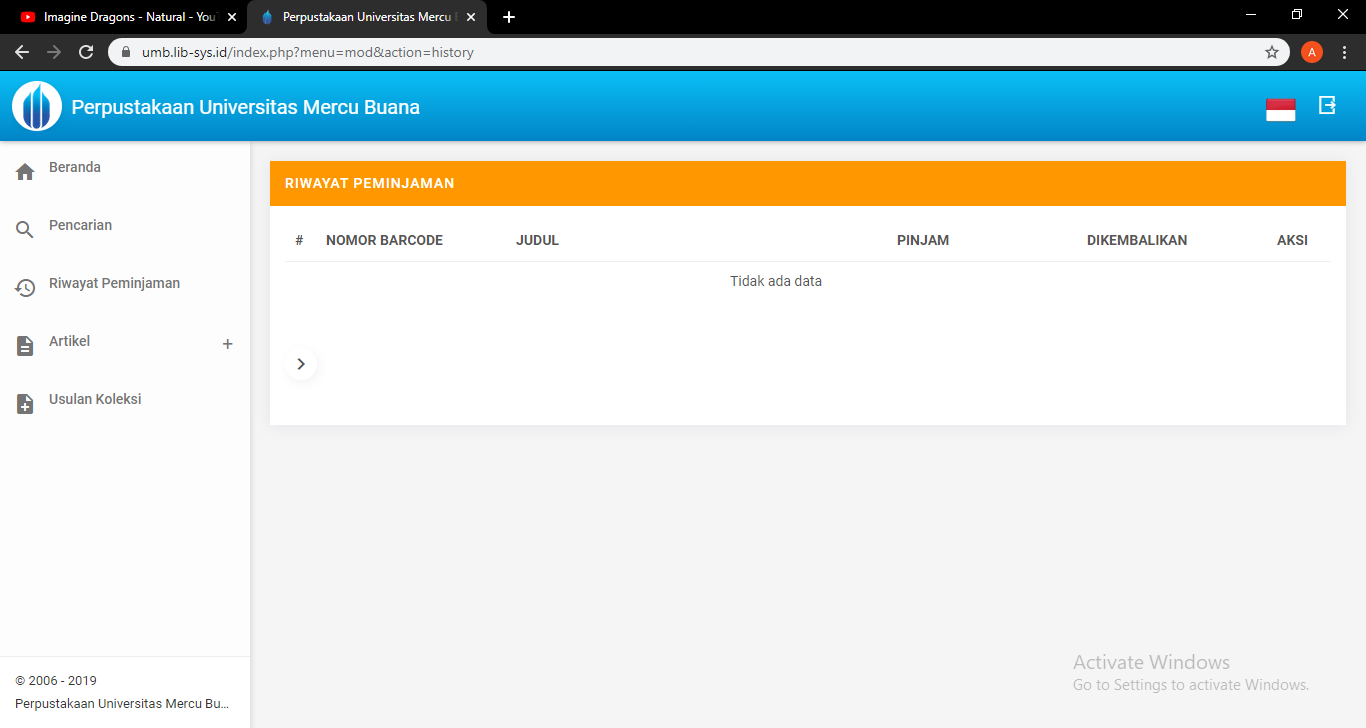 Imagine Dragons - Natural - You
Perpustakaan Universitas Mercu
umb.lib-sys.id/index.php?menu=mod&action=history
A
Perpustakaan Universitas Mercu Buana
Beranda
Pencarian
Riwayat Peminjaman
Artikel +
Usulan Koleksi
RIWAYAT PEMINJAMAN
# NOMOR BARCODE JUDUL PINJAM DIKEMBALIKAN AKSI
Tidak ada data
© 2006 - 2019
Perpustakaan Universitas Mercu Bu...
Activate Windows
Go to Settings to activate Windows.